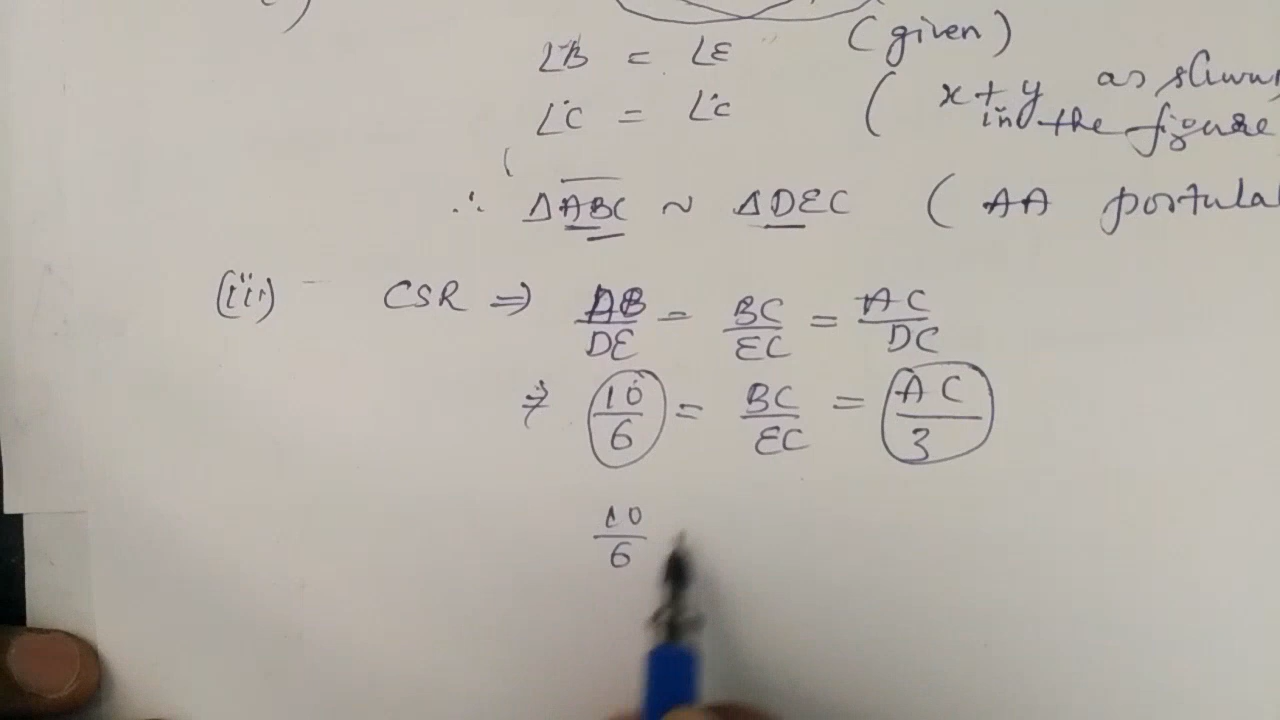 ∠B = ∠E (given)
∠C = ∠C ( x+y as shown
in the figure
∴ ΔABC ~ ΔDEC ( AA postula
(iii) CSR ⇒ AB/DE = BC/EC = AC/DC
⇒ 10/6 = BC/EC = AC/3
10/6